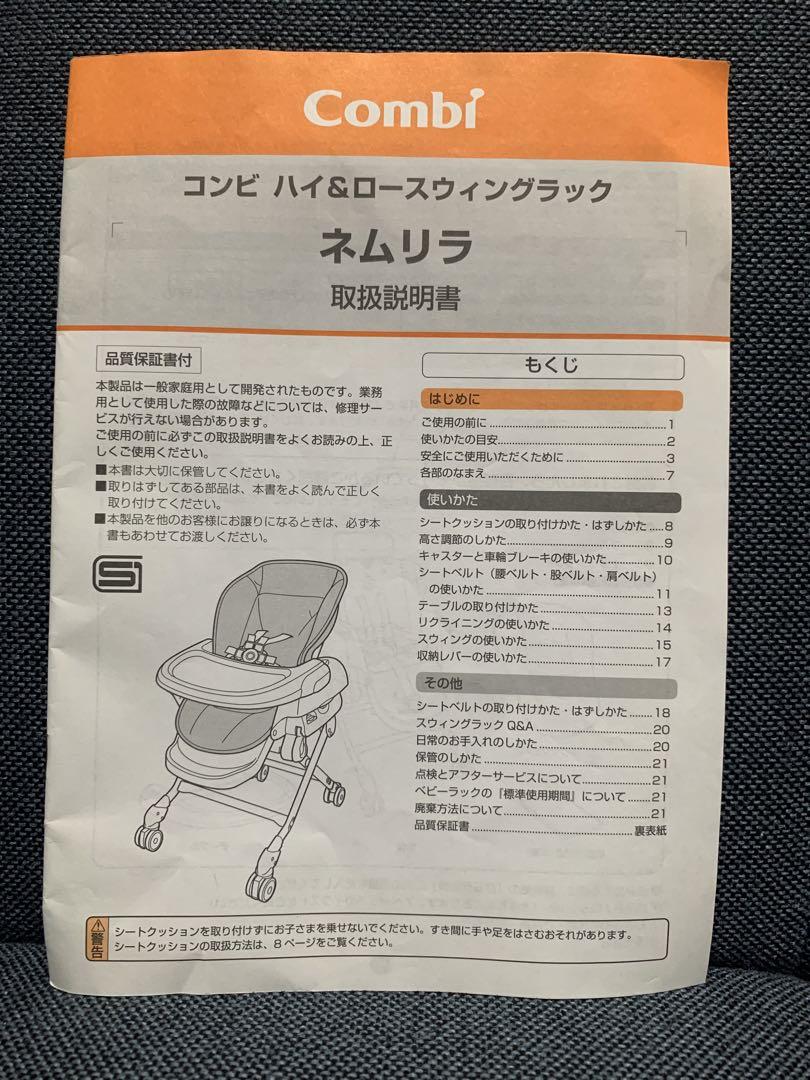 Combi
コンビ ハイ&ロースウィングラック
ネムリラ
取扱説明書
品質保証書付
本製品は一般家庭用として開発されたものです。業務
用として使用した際の故障などについては、修理サー
ビスが行えない場合があります。
ご使用の前に必ずこの取扱説明書をよくお読みの上、正
しくご使用ください。
■本書は大切に保管してください。
■取りはずしてある部品は、本書をよく読んで正しく
取り付けてください。
■本製品を他のお客様にお譲りになるときは、必ず本
書もあわせてお渡しください。
もくじ
はじめに
ご使用の前に 1
使いかたの目安 2
安全にご使用いただくために 3
各部のなまえ 7
使いかた
シートクッションの取り付けかた・はずしかた 8
高さ調節のしかた 9
キャスターと車輪ブレーキの使いかた 10
シートベルト(腰ベルト・股ベルト・肩ベルト)
の使いかた 11
テーブルの取り付けかた 13
リクライニングの使いかた 14
スウィングの使いかた 15
収納レバーの使いかた 17
その他
シートベルトの取り付けかた・はずしかた 18
スウィングラックQ&A 20
日常のお手入れのしかた 20
保管のしかた 21
点検とアフターサービスについて 21
ベビーラックの『標準使用期間』について 21
廃棄方法について 21
品質保証書 裏表紙
警告
シートクッションを取り付けずにお子さまを乗せないでください。すき間に手や足をはさむおそれがあります。
シートクッションの取扱方法は、8ページをご覧ください。